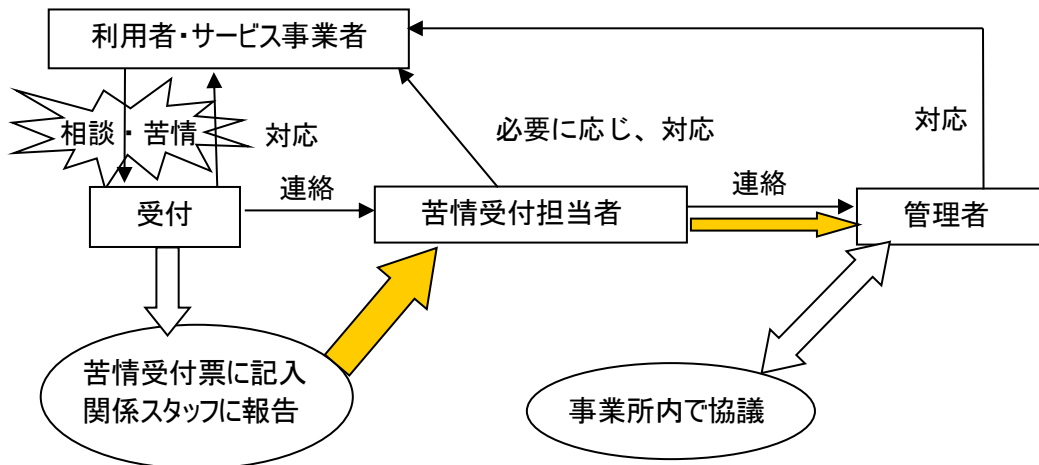 利用者・サービス事業者
相談・苦情
対応
必要に応じ、対応
対応
受付
連絡
苦情受付担当者
連絡
管理者
苦情受付票に記入
関係スタッフに報告
事業所内で協議